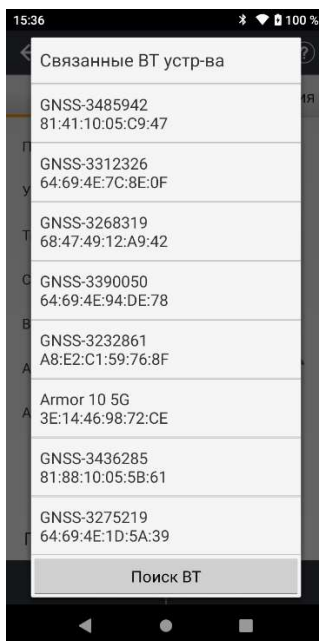 15:36
100 %
Связанные BT устр-ва
ия
GNSS-3485942
81:41:10:05:C9:47
GNSS-3312326
64:69:4E:7C:8E:0F
GNSS-3268319
68:47:49:12:A9:42
GNSS-3390050
64:69:4E:94:DE:78
GNSS-3232861
A8:E2:C1:59:76:8F
Armor 10 5G
3E:14:46:98:72:CE
GNSS-3436285
81:88:10:05:5B:61
GNSS-3275219
64:69:4E:1D:5A:39
Поиск BT